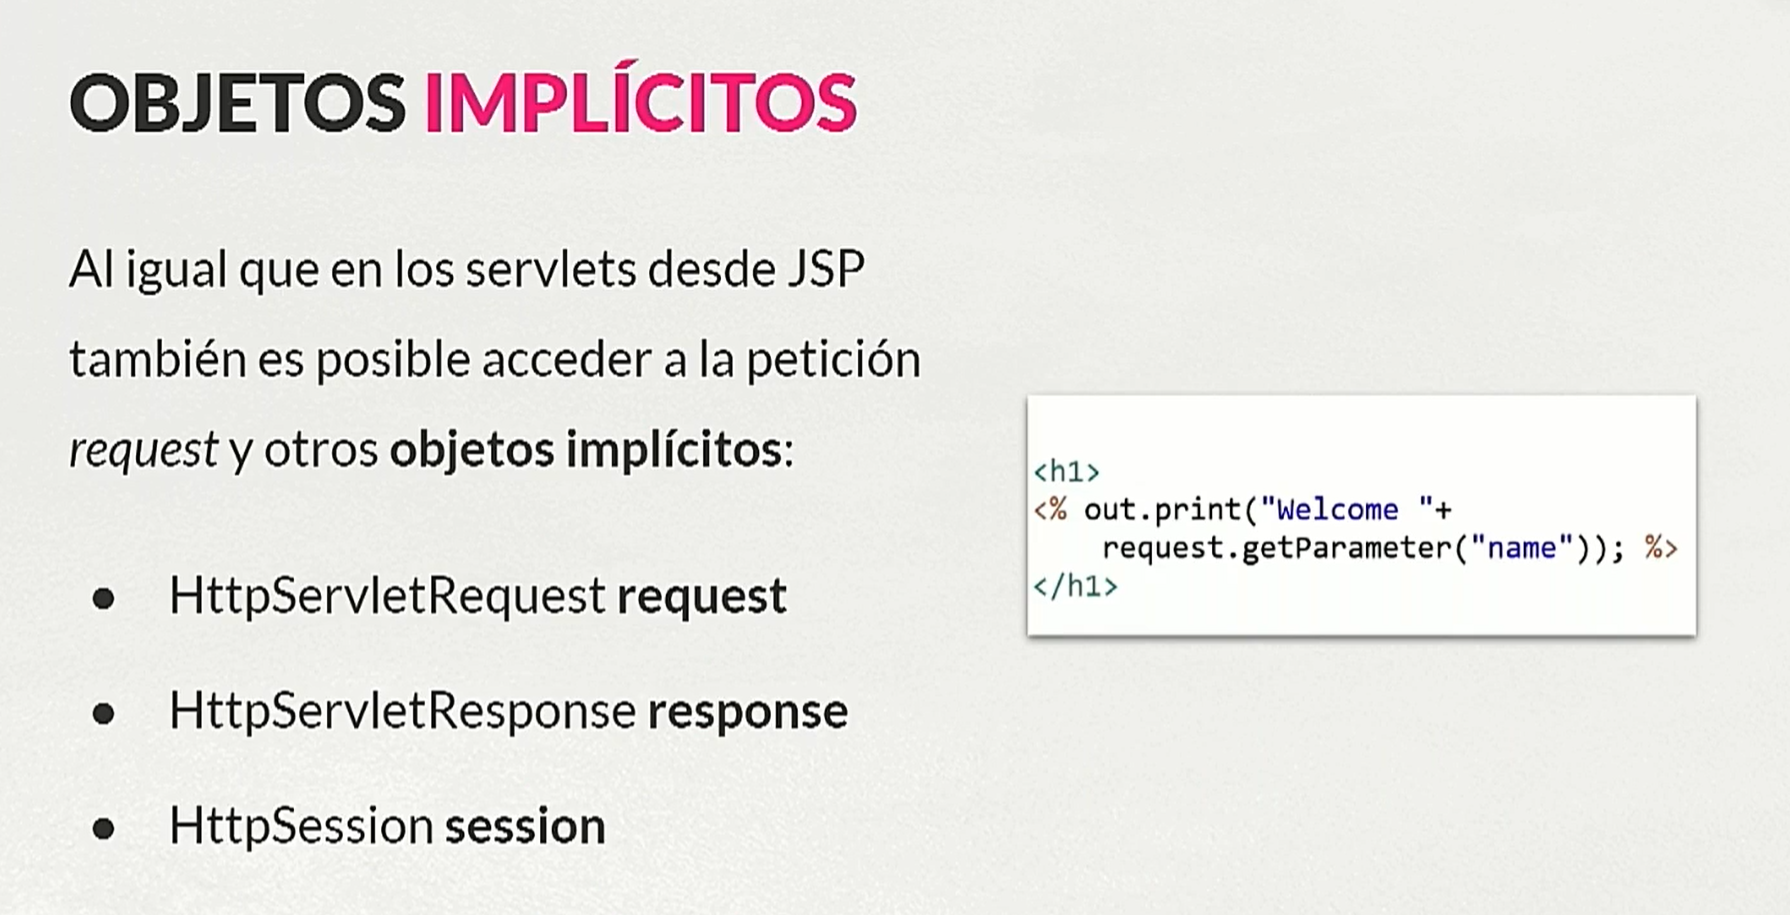 OBJETOS IMPLÍCITOS
Al igual que en los servlets desde JSP
también es posible acceder a la petición
request y otros objetos implícitos:
● HttpServletRequest request
● HttpServletResponse response
● HttpSession session
<h1>
<% out.print("Welcome "+
request.getParameter("name")); %>
</h1>